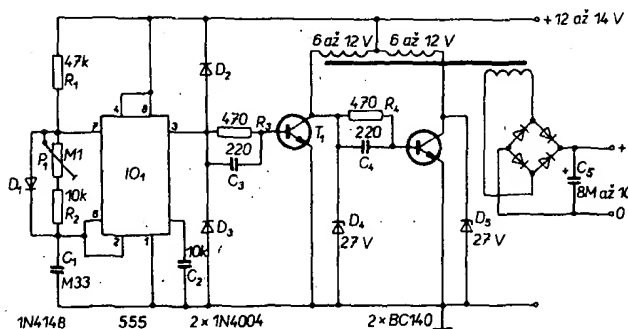 +12 až 14 V
6 až 12 V
6 až 12 V
47k
R1
D2
4
8
470
R3
T1
470
R4
7
3
P1
M1
220
C3
220
C4
D1
IO1
10k
R2
+
+
C5
8M až 10
0
6
2
1
D3
D4
27 V
D5
27 V
10k
C2
C1
M33
1N4148
555
2 × 1N4004
2 × BC140